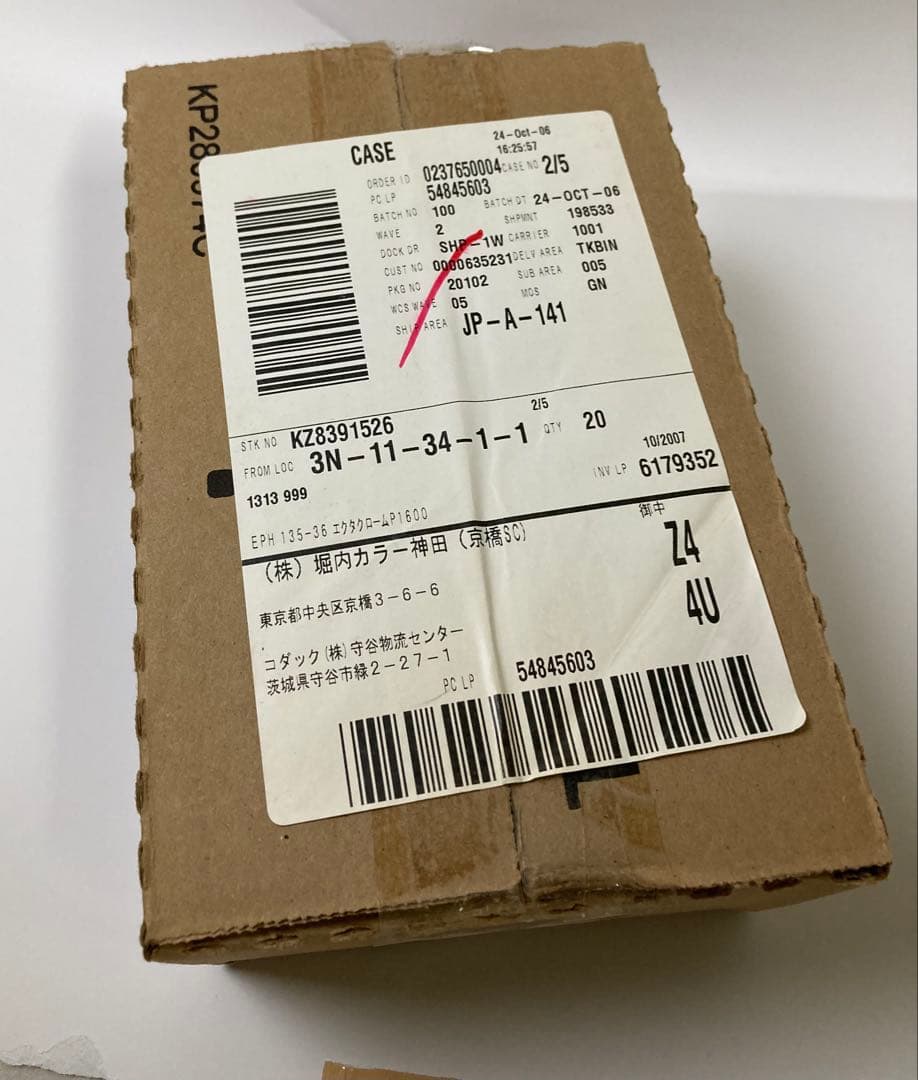 CASE
24-Oct-06
16:25:57
ORDER ID 0237650004 CASE NO 2/5
PC LP 54845603
BATCH NO 100 BATCH DT 24-OCT-06
WAVE 2 SHPMNT 198533
DOCK DR SHP-1W CARRIER 1001
CUST NO 0000635231 DELV AREA TKBIN
PKG NO 20102 SUB AREA 005
WCS WAVE 05 MOS GN
SHIP AREA JP-A-141
STK NO KZ8391526 2/5
FROM LOC 3N-11-34-1-1 QTY 20 10/2007
1313 999 INV LP 6179352
EPH 135-36 エクタクロームP1600
(株)堀内カラー神田(京橋SC) 御中
Z4
東京都中央区京橋3-6-6 4U
コダック(株)守谷物流センター
茨城県守谷市緑2-27-1
PC LP 54845603